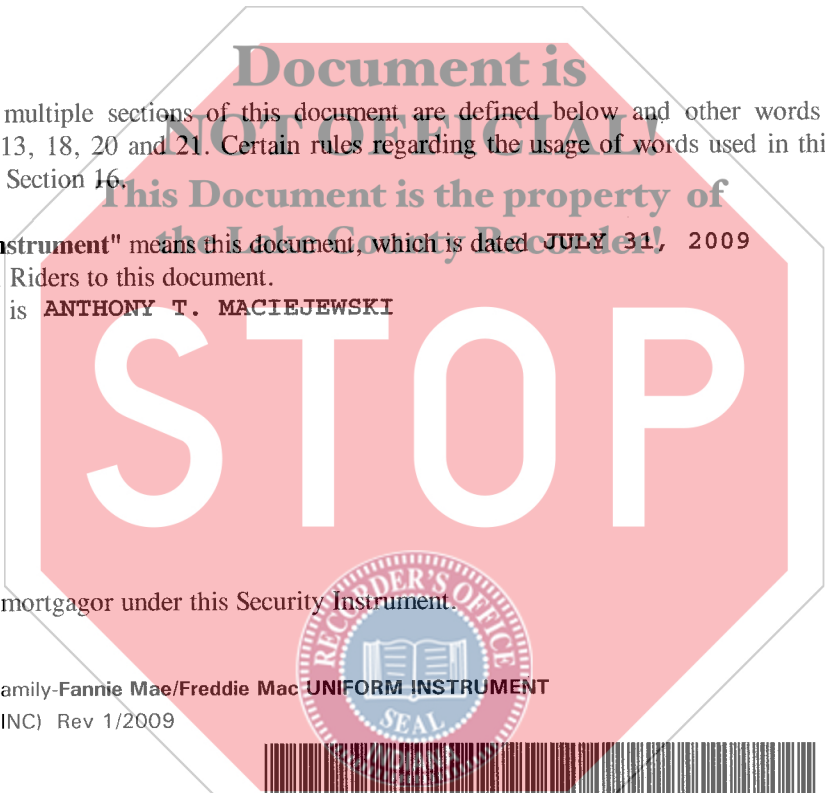 Document is
multiple sections of this document are defined below and other words
NOT OFFICIAL!
13, 18, 20 and 21. Certain rules regarding the usage of words used in thi
Section 16.
This Document is the property of
nstrument" means this document, which is dated JULY 31, 2009
the Lake County Recorder!
Riders to this document.
is ANTHONY T. MACIEJEWSKI
STOP
mortgagor under this Security Instrument.
RECORDER'S OFFICE
amily-Fannie Mae/Freddie Mac UNIFORM INSTRUMENT
INC) Rev 1/2009
SEAL
INDIANA